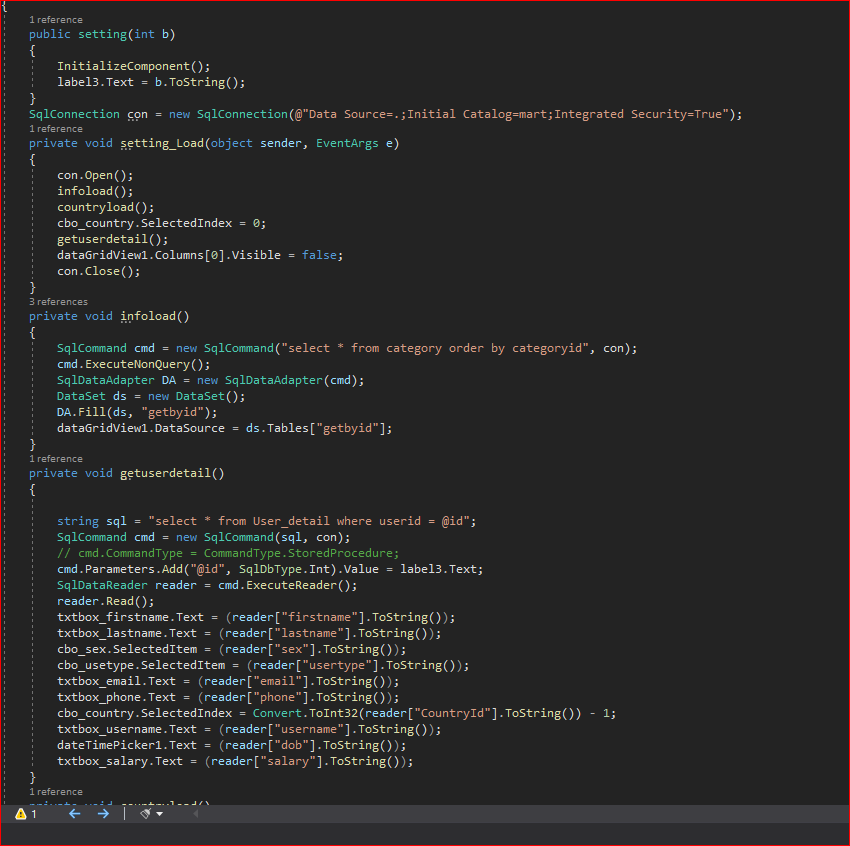 {
1 reference
public setting(int b)
{
InitializeComponent();
label3.Text = b.ToString();
}
SqlConnection con = new SqlConnection(@"Data Source=.;Initial Catalog=mart;Integrated Security=True");
1 reference
private void setting_Load(object sender, EventArgs e)
{
con.Open();
infoload();
countryload();
cbo_country.SelectedIndex = 0;
getuserdetail();
dataGridView1.Columns[0].Visible = false;
con.Close();
}
3 references
private void infoload()
{
SqlCommand cmd = new SqlCommand("select * from category order by categoryid", con);
cmd.ExecuteNonQuery();
SqlDataAdapter DA = new SqlDataAdapter(cmd);
DataSet ds = new DataSet();
DA.Fill(ds, "getbyid");
dataGridView1.DataSource = ds.Tables["getbyid"];
}
1 reference
private void getuserdetail()
{
string sql = "select * from User_detail where userid = @id";
SqlCommand cmd = new SqlCommand(sql, con);
// cmd.CommandType = CommandType.StoredProcedure;
cmd.Parameters.Add("@id", SqlDbType.Int).Value = label3.Text;
SqlDataReader reader = cmd.ExecuteReader();
reader.Read();
txtbox_firstname.Text = (reader["firstname"].ToString());
txtbox_lastname.Text = (reader["lastname"].ToString());
cbo_sex.SelectedItem = (reader["sex"].ToString());
cbo_usetype.SelectedItem = (reader["usertype"].ToString());
txtbox_email.Text = (reader["email"].ToString());
txtbox_phone.Text = (reader["phone"].ToString());
cbo_country.SelectedIndex = Convert.ToInt32(reader["CountryId"].ToString()) - 1;
txtbox_username.Text = (reader["username"].ToString());
dateTimePicker1.Text = (reader["dob"].ToString());
txtbox_salary.Text = (reader["salary"].ToString());
}
1 reference
private void countryload()
1